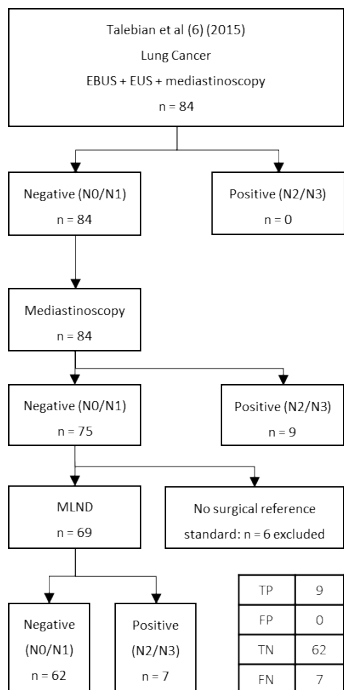 Talebian et al (6) (2015)
Lung Cancer
EBUS + EUS + mediastinoscopy
n = 84
Negative (N0/N1)
n = 84
Positive (N2/N3)
n = 0
Mediastinoscopy
n = 84
Negative (N0/N1)
n = 75
Positive (N2/N3)
n = 9
MLND
n = 69
No surgical reference
standard: n = 6 excluded
Negative
(N0/N1)
n = 62
Positive
(N2/N3)
n = 7
TP 9
FP 0
TN 62
FN 7